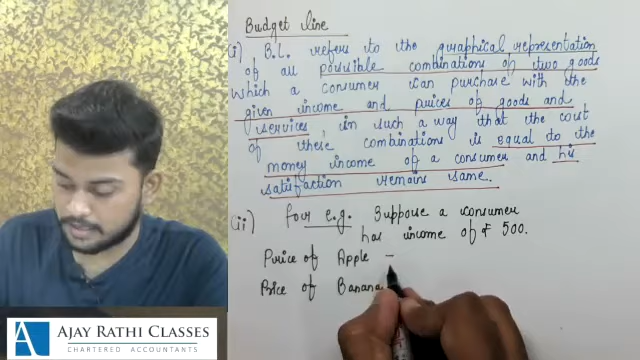 Budget line
(i) B.L. refers to the graphical representation
of all possible combinations of two goods
which a consumer can purchase with the
given income and prices of goods and
services, in such a way that the cost
of these combinations is equal to the
money income of a consumer and his
satisfaction remains same.
(ii) for e.g. Suppose a consumer
has income of ₹ 500.
Price of Apple -
Price of Banana
AJAY RATHI CLASSES
CHARTERED ACCOUNTANTS